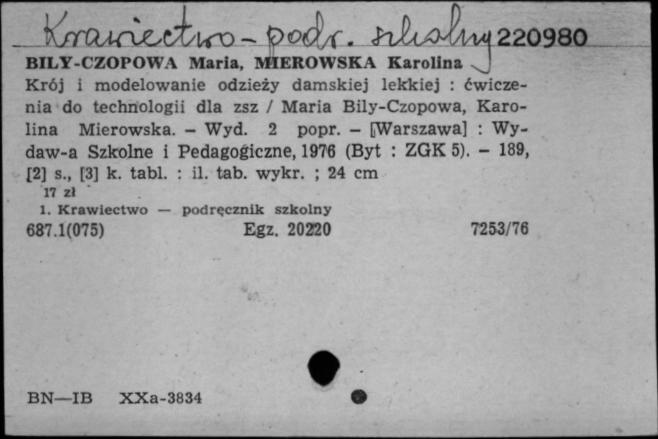 Krawiectwo - podr. szkolny 220980
BILY-CZOPOWA Maria, MIEROWSKA Karolina
Krój i modelowanie odzieży damskiej lekkiej : ćwicze-
nia do technologii dla zsz / Maria Bily-Czopowa, Karo-
lina Mierowska. – Wyd. 2 popr. – [Warszawa] : Wy-
daw-a Szkolne i Pedagogiczne, 1976 (Byt : ZGK 5). – 189,
[2] s., [3] k. tabl. : il. tab. wykr. ; 24 cm
17 zł
1. Krawiectwo — podręcznik szkolny
687.1(075) Egz. 20220 7253/76
BN—IB XXa-3834